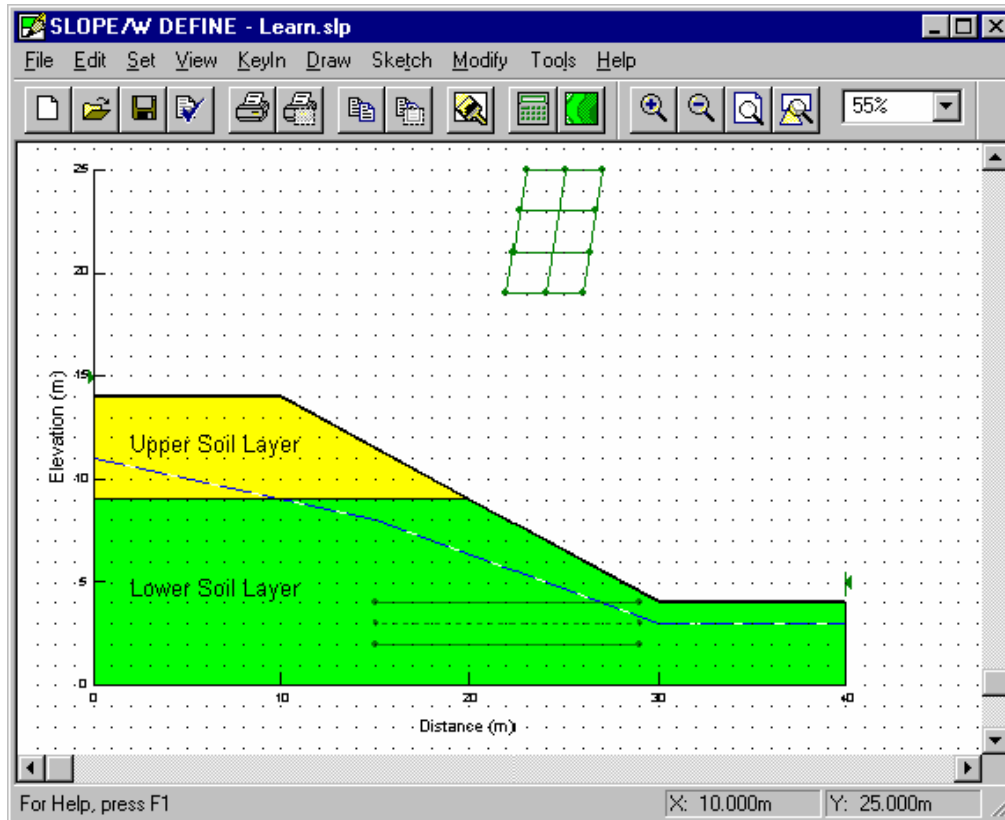 SLOPE/W DEFINE - Learn.slp
File Edit Set View KeyIn Draw Sketch Modify Tools Help
55%
25
20
15
10
5
0
Elevation (m)
Upper Soil Layer
Lower Soil Layer
0 10 20 30 40
Distance (m)
For Help, press F1
X: 10.000m
Y: 25.000m